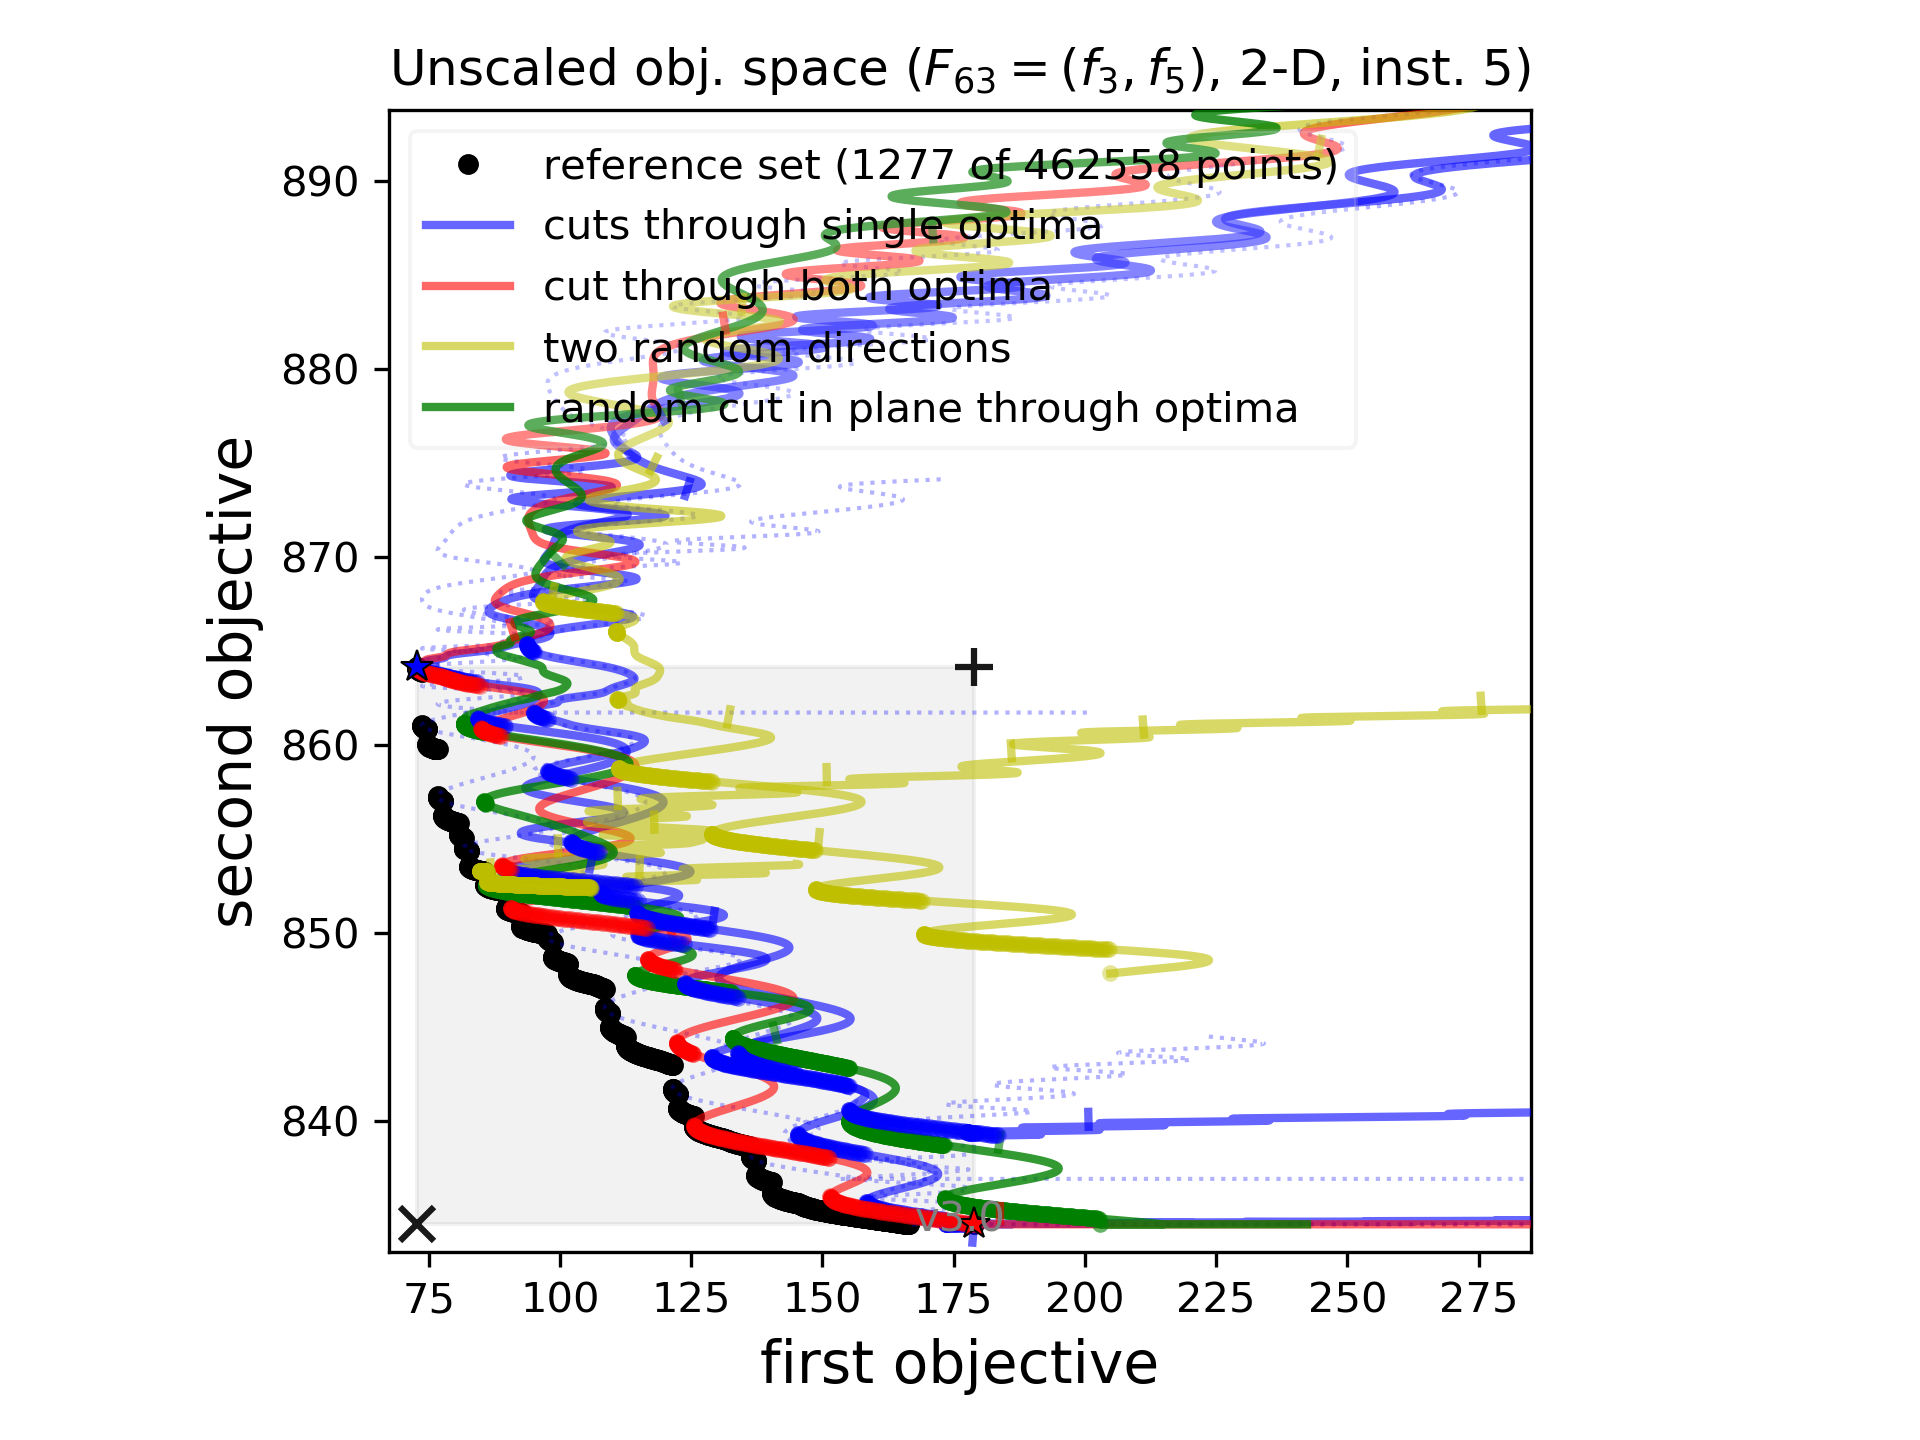 Unscaled obj. space (F63 = (f3, f5), 2-D, inst. 5)
reference set (1277 of 462558 points)
cuts through single optima
cut through both optima
two random directions
random cut in plane through optima
890
880
870
860
850
840
second objective
v3.0
75 100 125 150 175 200 225 250 275
first objective